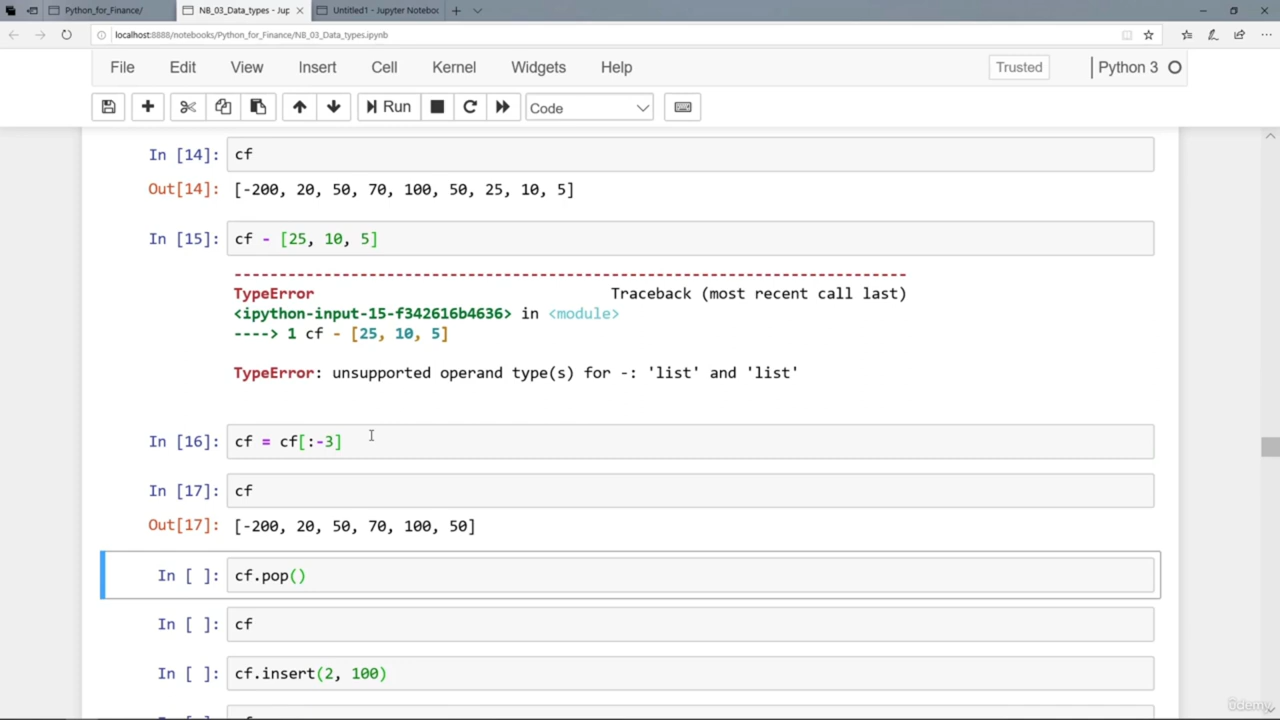 Python_for_Finance/
NB_03_Data_types - Jup
Untitled1 - Jupyter Noteboo
localhost:8888/notebooks/Python_for_Finance/NB_03_Data_types.ipynb
File Edit View Insert Cell Kernel Widgets Help Trusted Python 3
Run Code
In [14]: cf
Out[14]: [-200, 20, 50, 70, 100, 50, 25, 10, 5]
In [15]: cf - [25, 10, 5]
---------------------------------------------------------------------------
TypeError Traceback (most recent call last)
<ipython-input-15-f342616b4636> in <module>
----> 1 cf - [25, 10, 5]
TypeError: unsupported operand type(s) for -: 'list' and 'list'
In [16]: cf = cf[:-3]
In [17]: cf
Out[17]: [-200, 20, 50, 70, 100, 50]
In [ ]: cf.pop()
In [ ]: cf
In [ ]: cf.insert(2, 100)
ûdemy